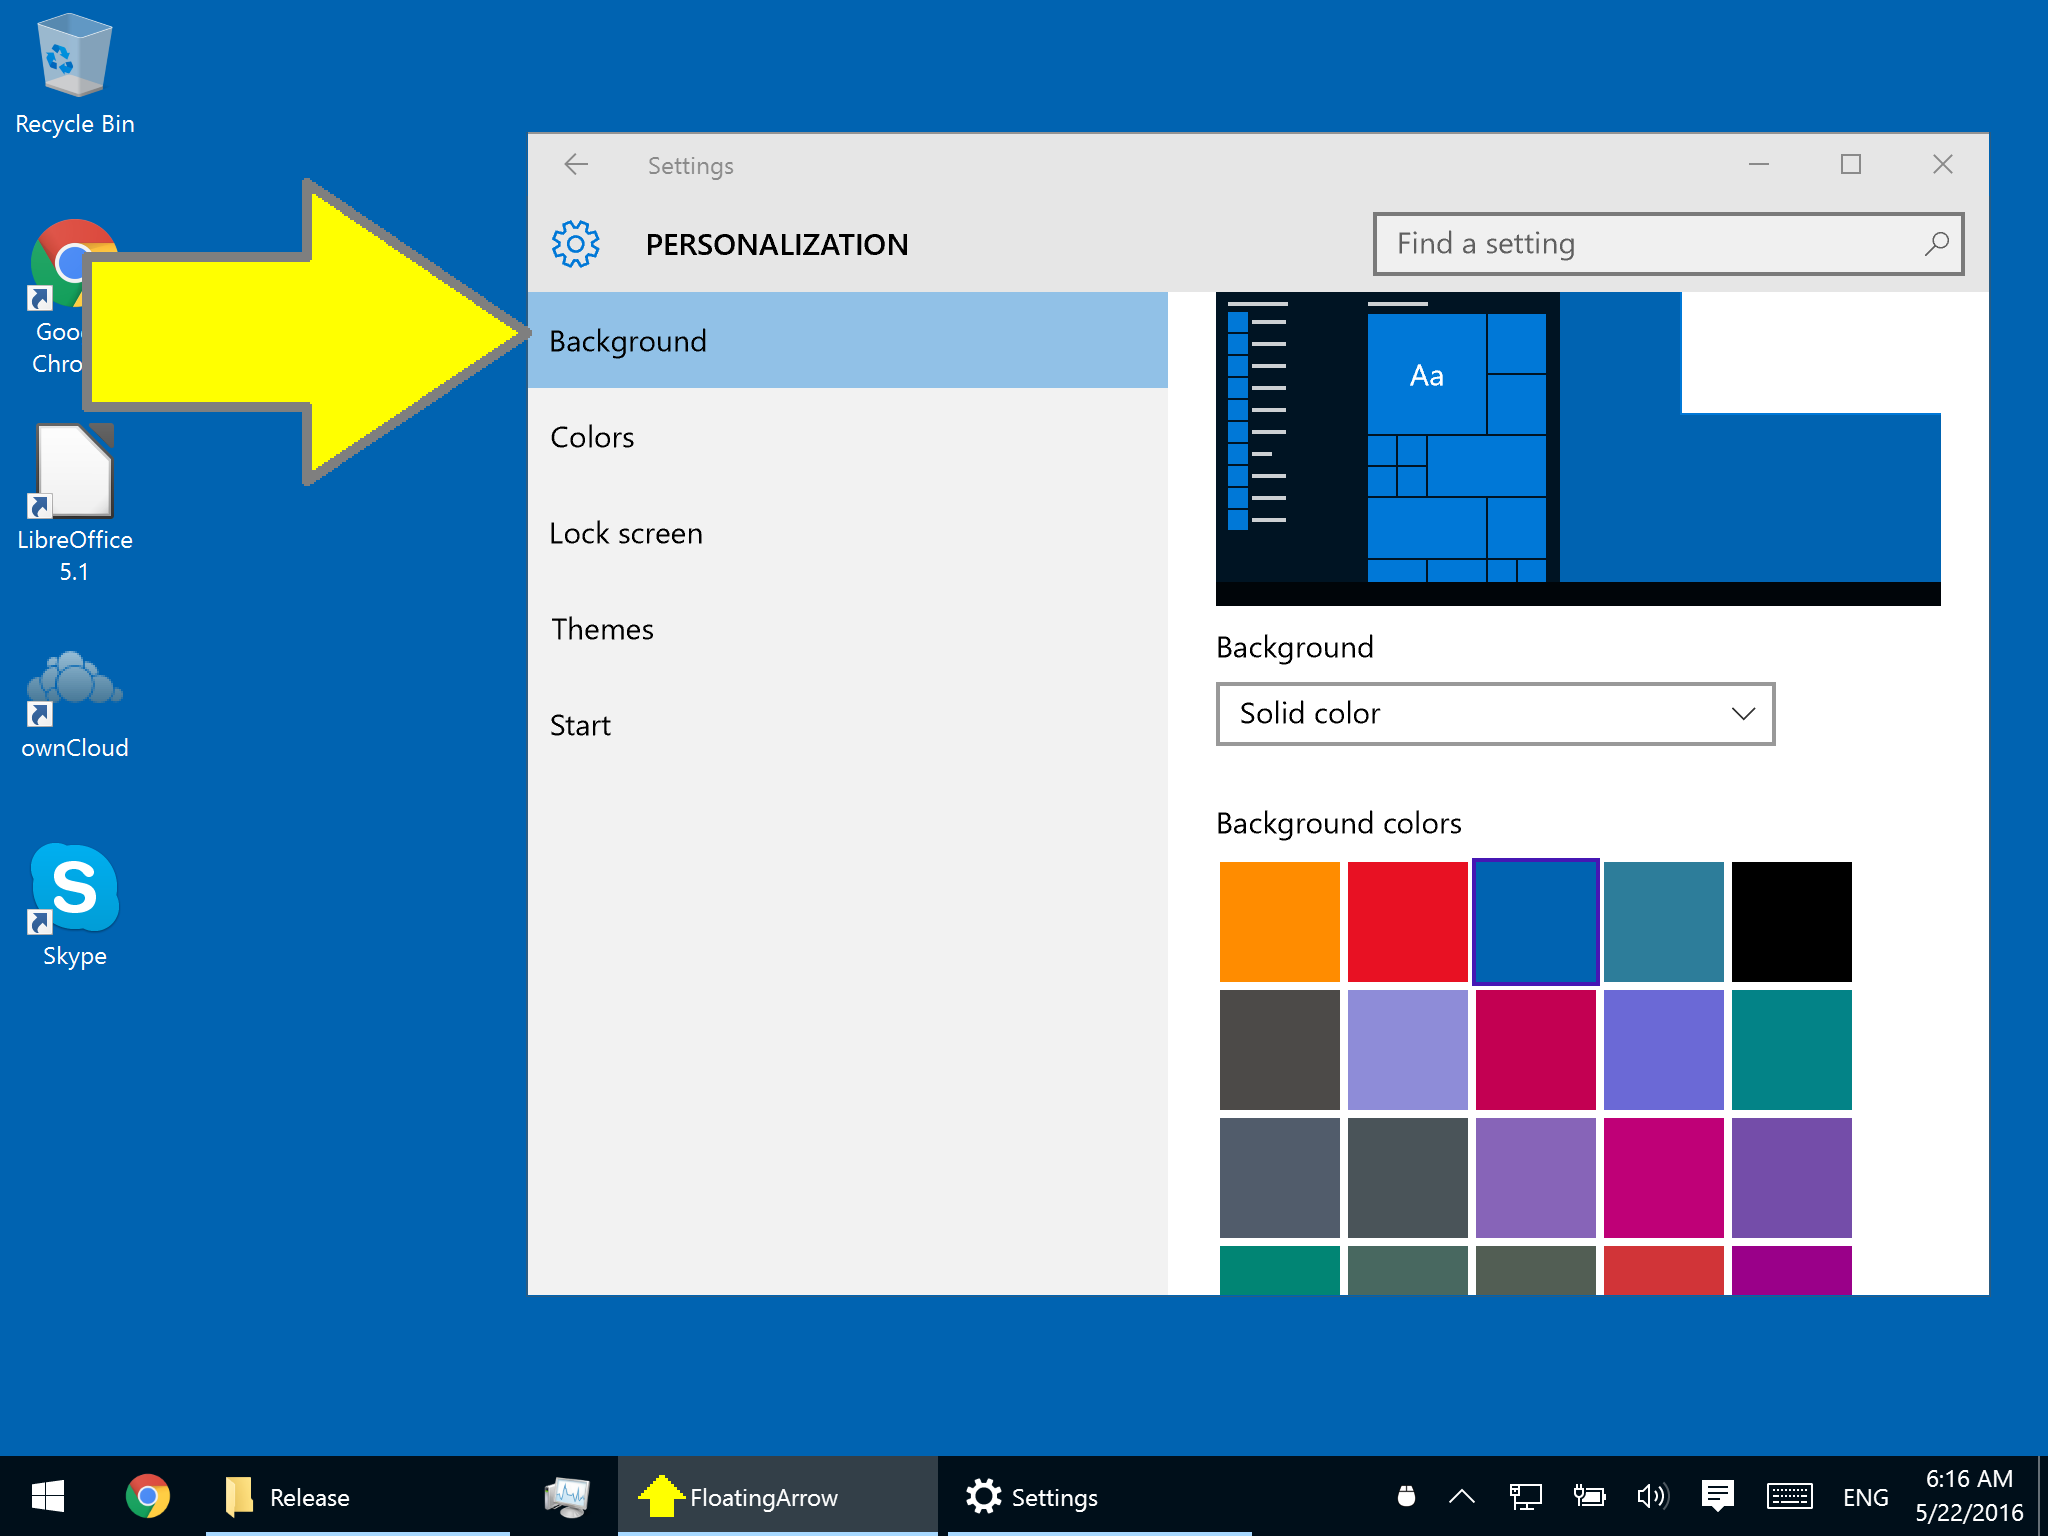 Recycle Bin
Goo
Chro
LibreOffice
5.1
ownCloud
S
Skype
Settings
PERSONALIZATION
Find a setting
Background
Colors
Lock screen
Themes
Start
Aa
Background
Solid color
Background colors
Release
FloatingArrow
Settings
ENG
6:16 AM
5/22/2016